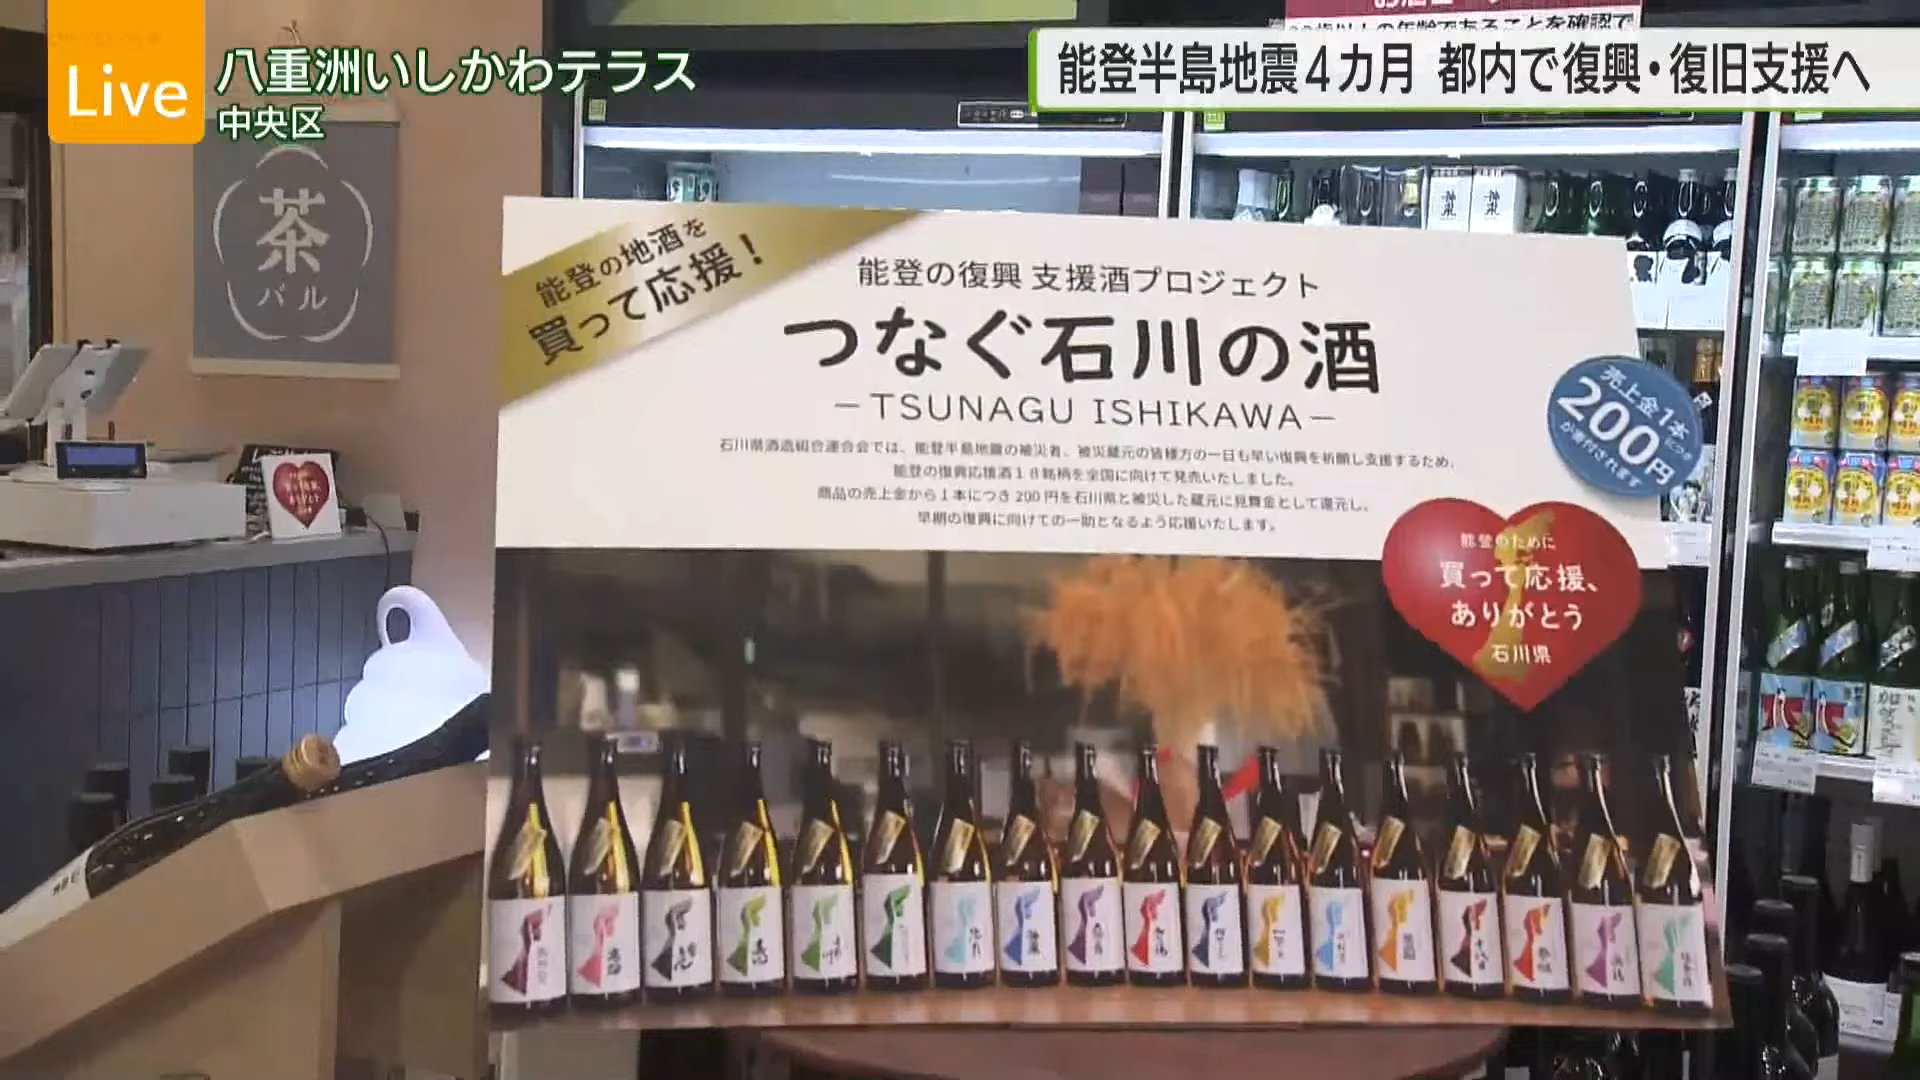 Live
八重洲いしかわテラス
中央区
能登半島地震4カ月 都内で復興・復旧支援へ
茶
バル
能登の地酒を
買って応援！
能登の復興 支援酒プロジェクト
つなぐ石川の酒
－TSUNAGU ISHIKAWA－
石川県酒造組合連合会では、能登半島地震の被災者、被災蔵元の皆様方の一日も早い復興を祈願し支援するため、
能登の復興応援酒１８銘柄を全国に向けて発売いたしました。
商品の売上金から１本につき200円を石川県と被災した蔵元に見舞金として還元し、
早期の復興に向けての一助となるよう応援いたします。
売上金1本につき
200円
が寄付されます
能登のために
買って応援、
ありがとう
石川県